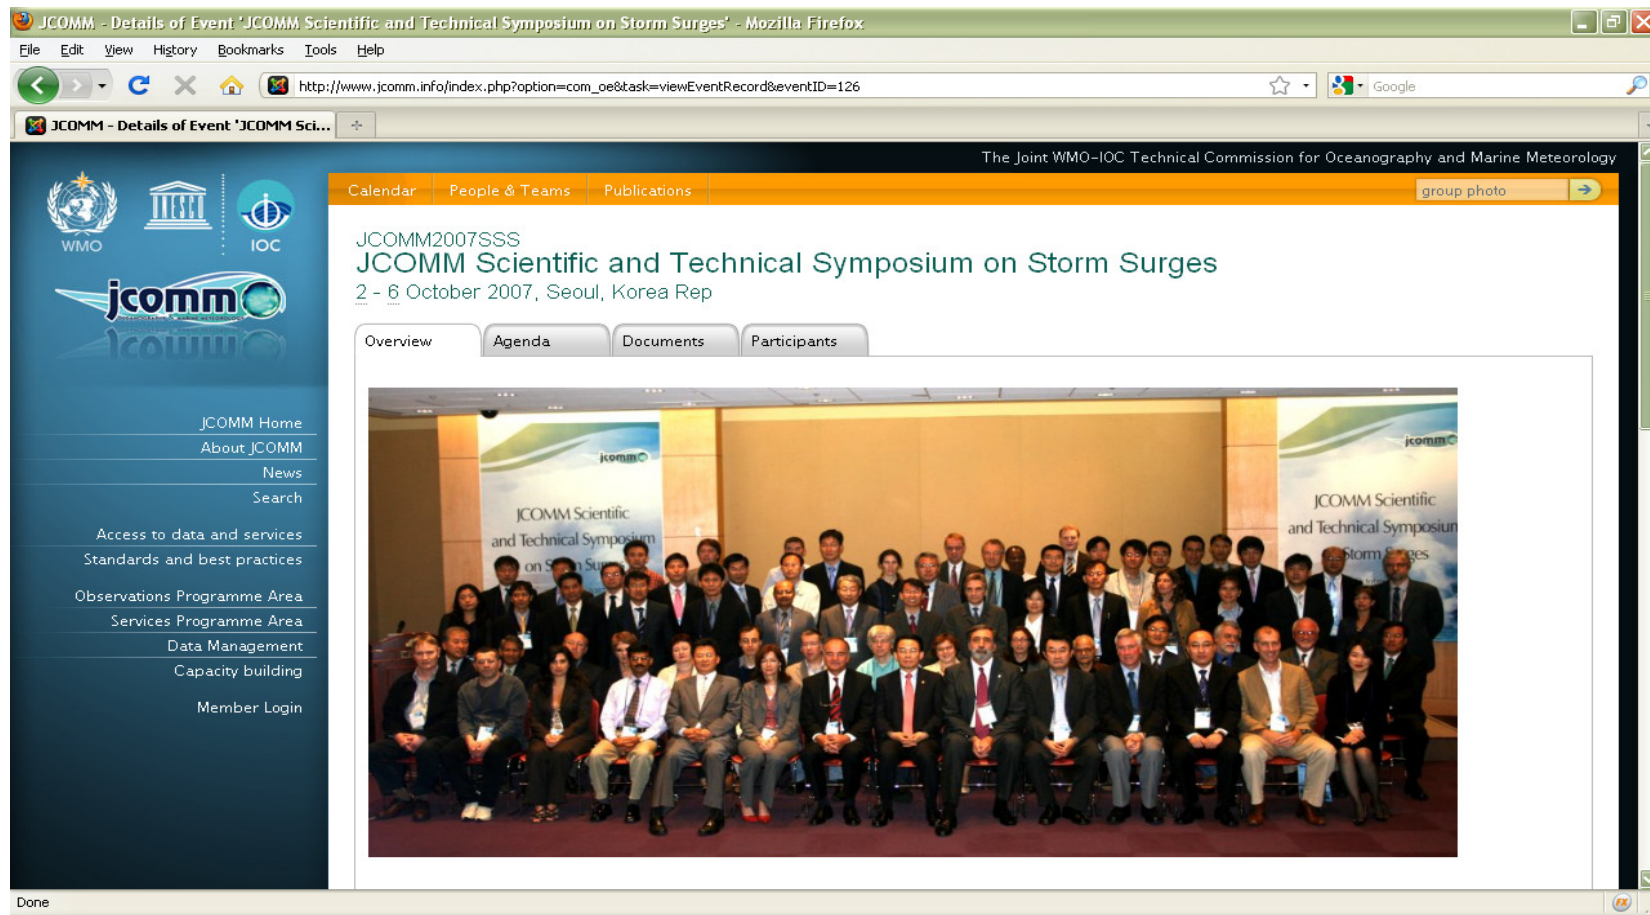 JCOMM - Details of Event 'JCOMM Scientific and Technical Symposium on Storm Surges' - Mozilla Firefox
File Edit View History Bookmarks Tools Help
http://www.jcomm.info/index.php?option=com_oe&task=viewEventRecord&eventID=126
Google
JCOMM - Details of Event 'JCOMM Sci...
The Joint WMO-IOC Technical Commission for Oceanography and Marine Meteorology
WMO
UNESCO
IOC
jcomm
Calendar People & Teams Publications
group photo
JCOMM2007SSS
JCOMM Scientific and Technical Symposium on Storm Surges
2 - 6 October 2007, Seoul, Korea Rep
Overview Agenda Documents Participants
JCOMM Home
About JCOMM
News
Search
Access to data and services
Standards and best practices
Observations Programme Area
Services Programme Area
Data Management
Capacity building
Member Login
jcomm
JCOMM Scientific
and Technical Symposium
on Storm Sur
jcomm
JCOMM Scientific
and Technical Symposium
Storm Surges
Done